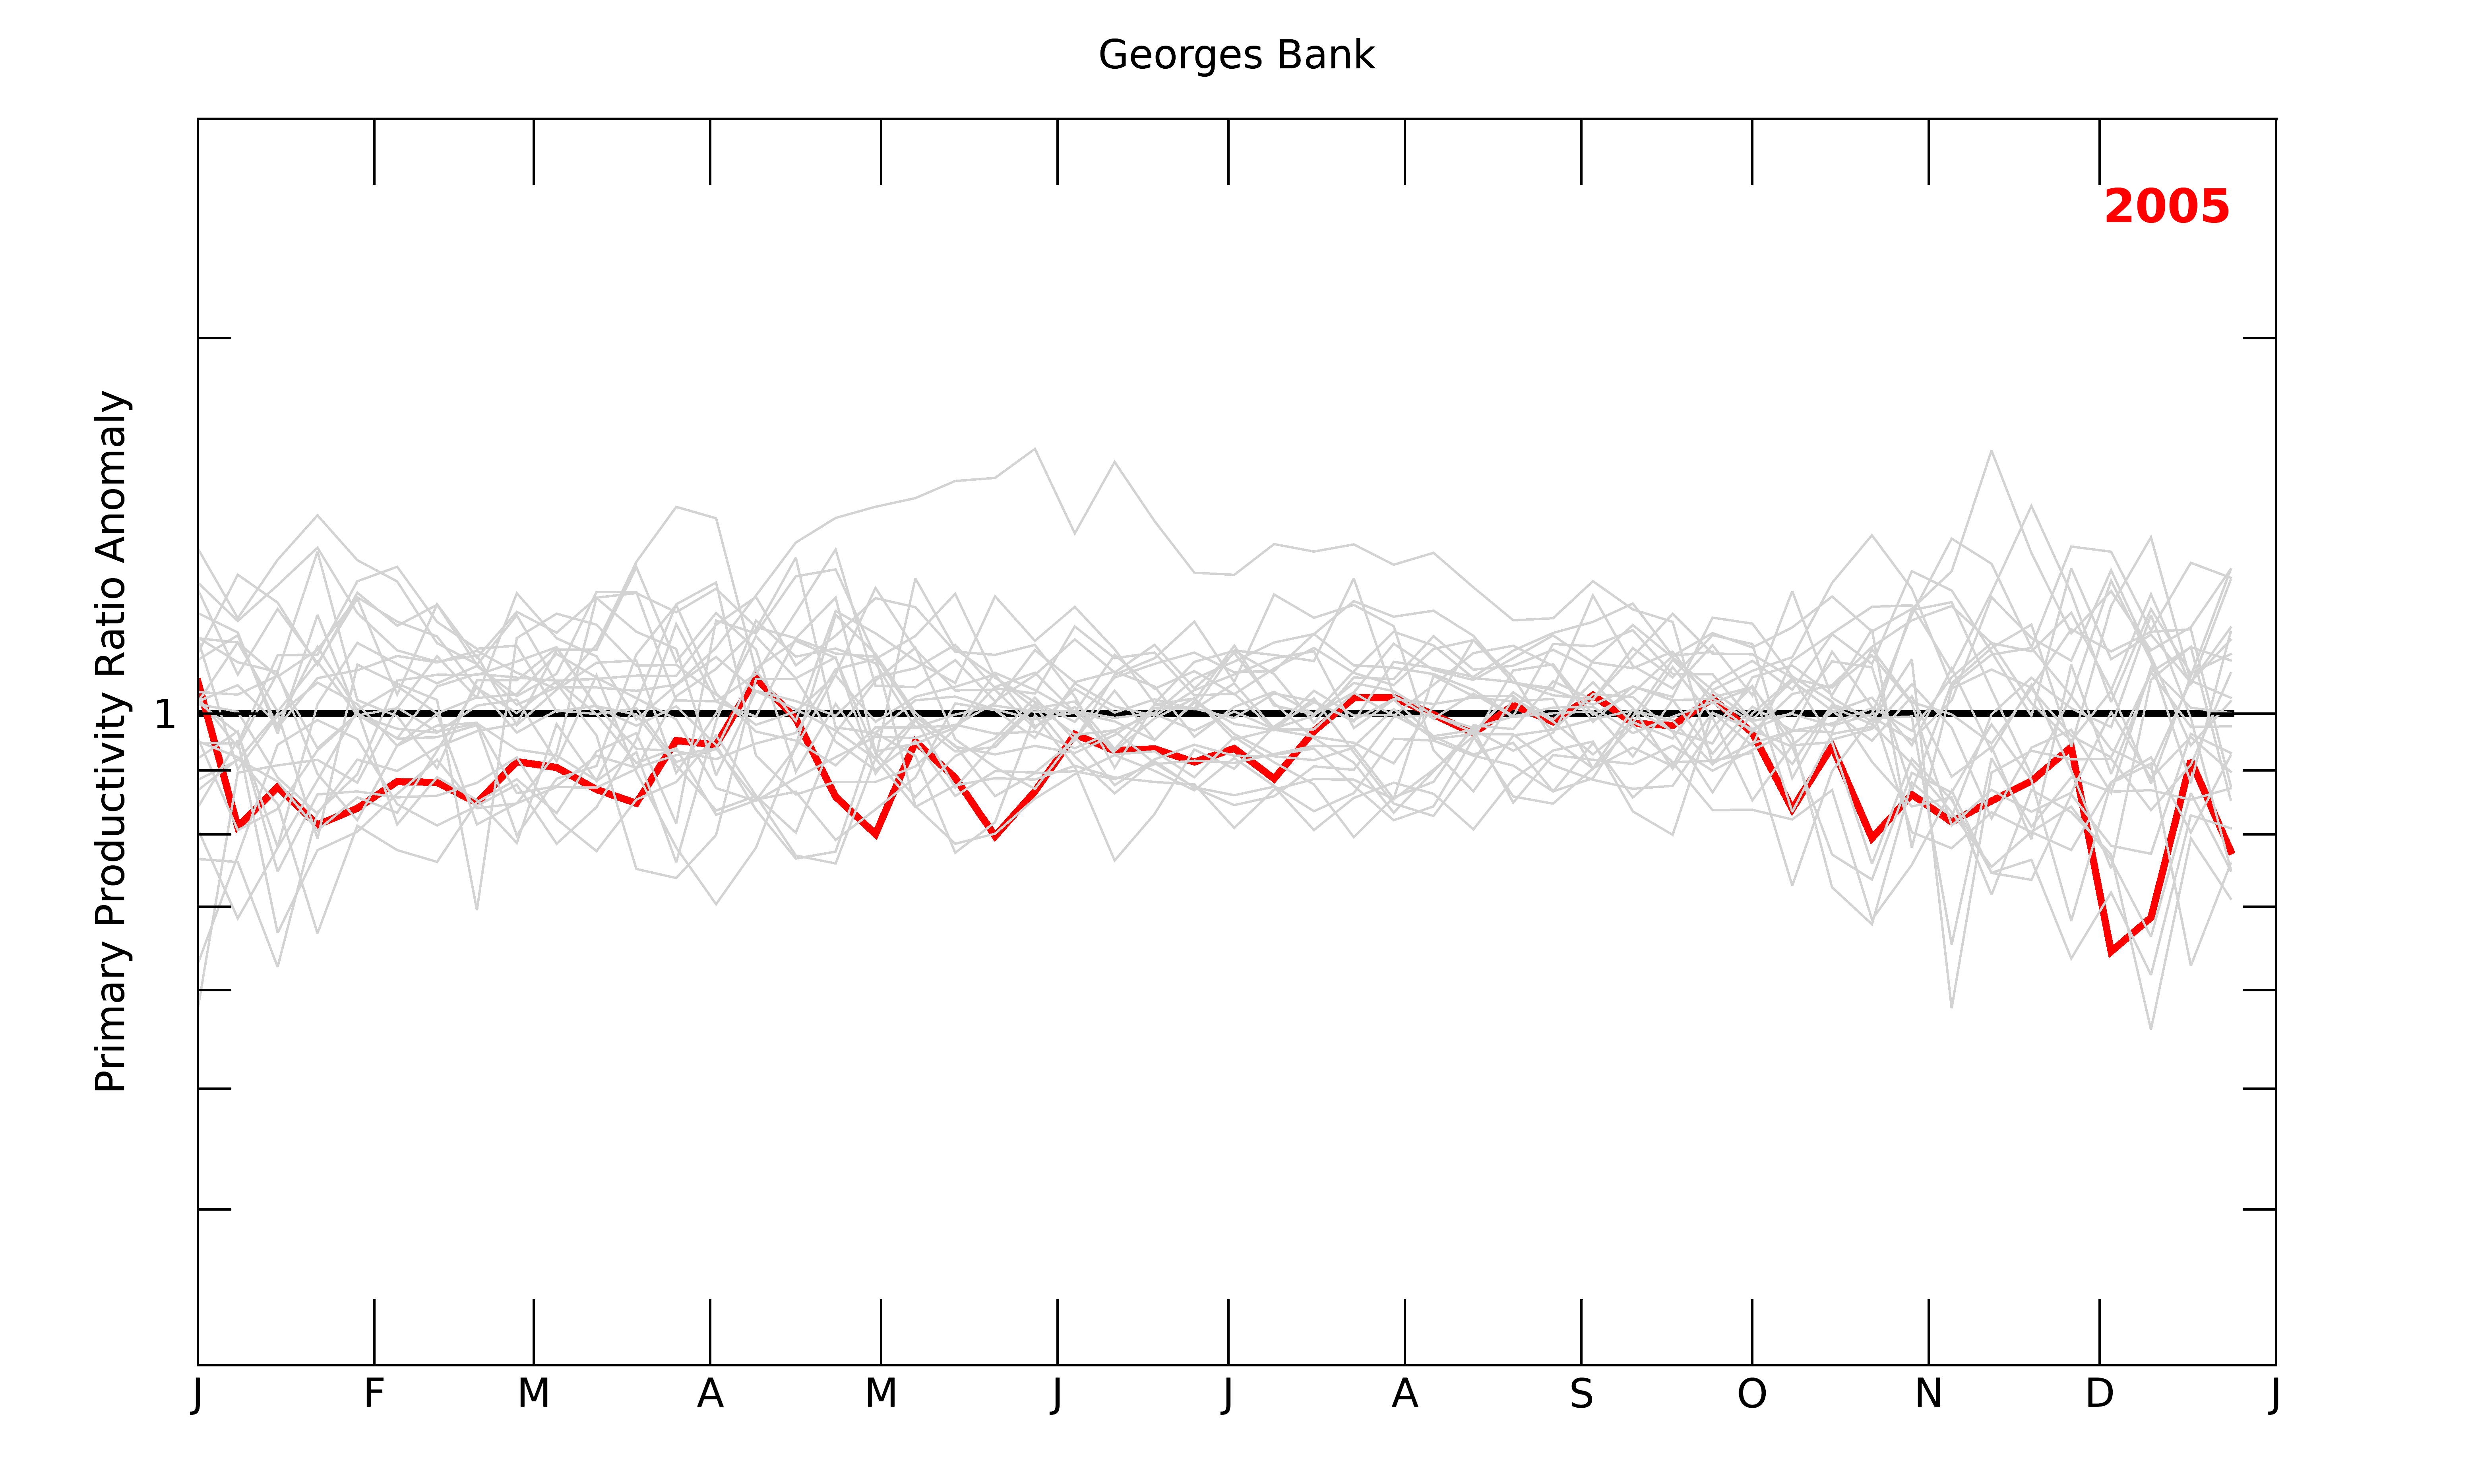 Georges Bank
2005
Primary Productivity Ratio Anomaly
1
J F M A M J J A S O N D J